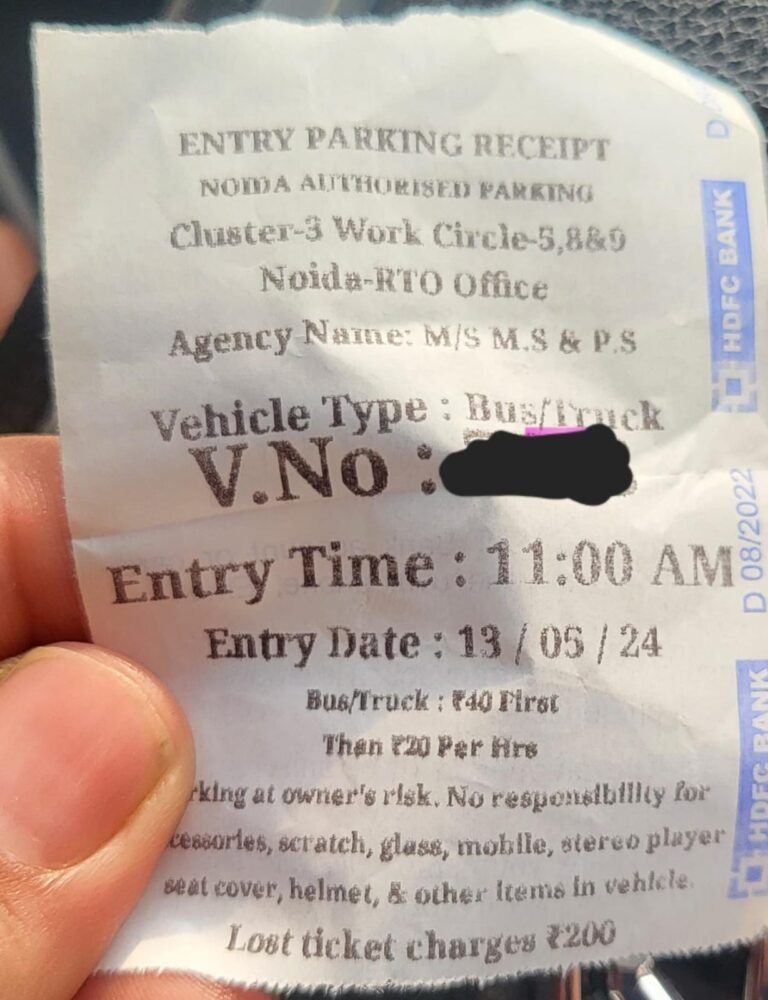 ENTRY PARKING RECEIPT
NOIDA AUTHORISED PARKING
Cluster-3 Work Circle-5,8&9
Noida-RTO Office
Agency Name: M/S M.S & P.S
Vehicle Type : Bus/Truck
V.No :
Entry Time : 11:00 AM
Entry Date : 13 / 05 / 24
Bus/Truck : ₹40 First
Than ₹20 Per Hrs
rking at owner's risk. No responsibility for
cessories, scratch, glass, mobile, stereo player
seat cover, helmet, & other items in vehicle.
Lost ticket charges ₹200
HDFC BANK
D 08/2022
HDFC BANK